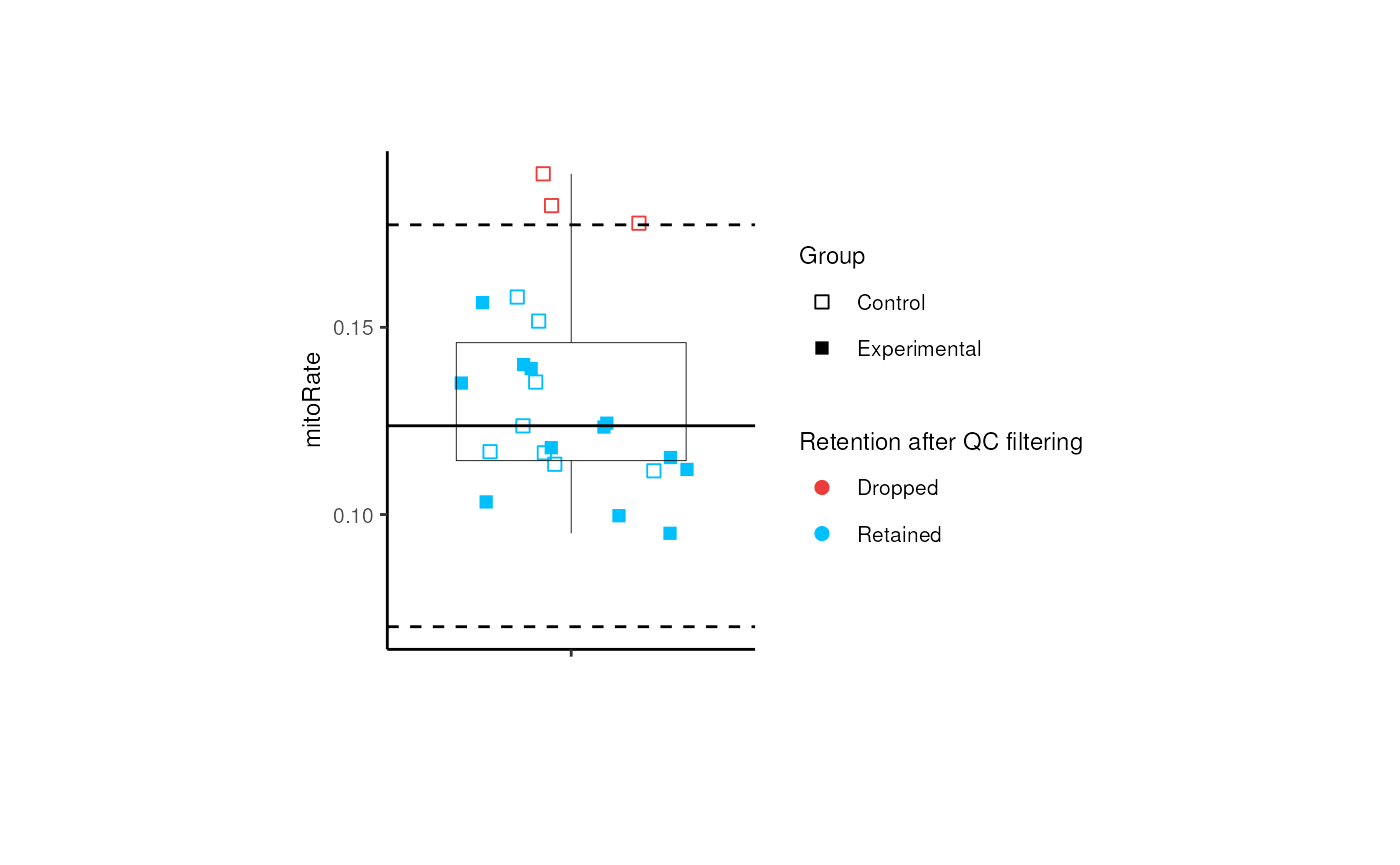 mitoRate
0.15
0.10
Group
Control
Experimental
Retention after QC filtering
Dropped
Retained